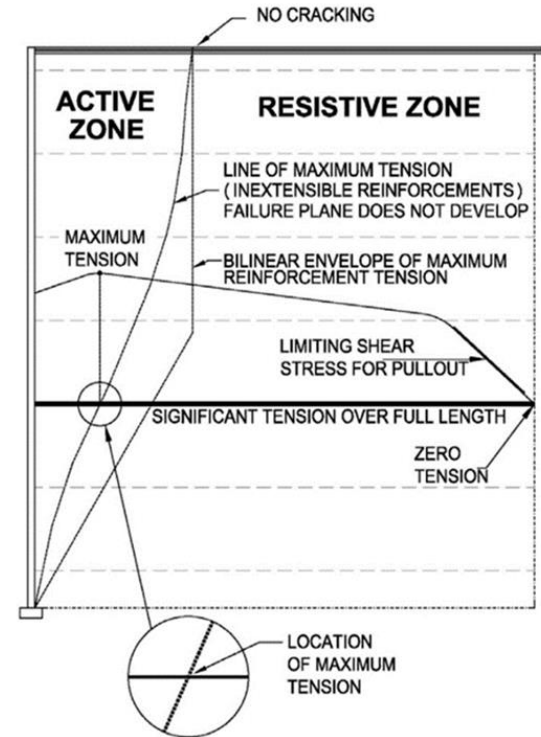 NO CRACKING
ACTIVE
ZONE
RESISTIVE ZONE
LINE OF MAXIMUM TENSION
( INEXTENSIBLE REINFORCEMENTS )
FAILURE PLANE DOES NOT DEVELOP
MAXIMUM
TENSION
BILINEAR ENVELOPE OF MAXIMUM
REINFORCEMENT TENSION
LIMITING SHEAR
STRESS FOR PULLOUT
SIGNIFICANT TENSION OVER FULL LENGTH
ZERO
TENSION
LOCATION
OF MAXIMUM
TENSION